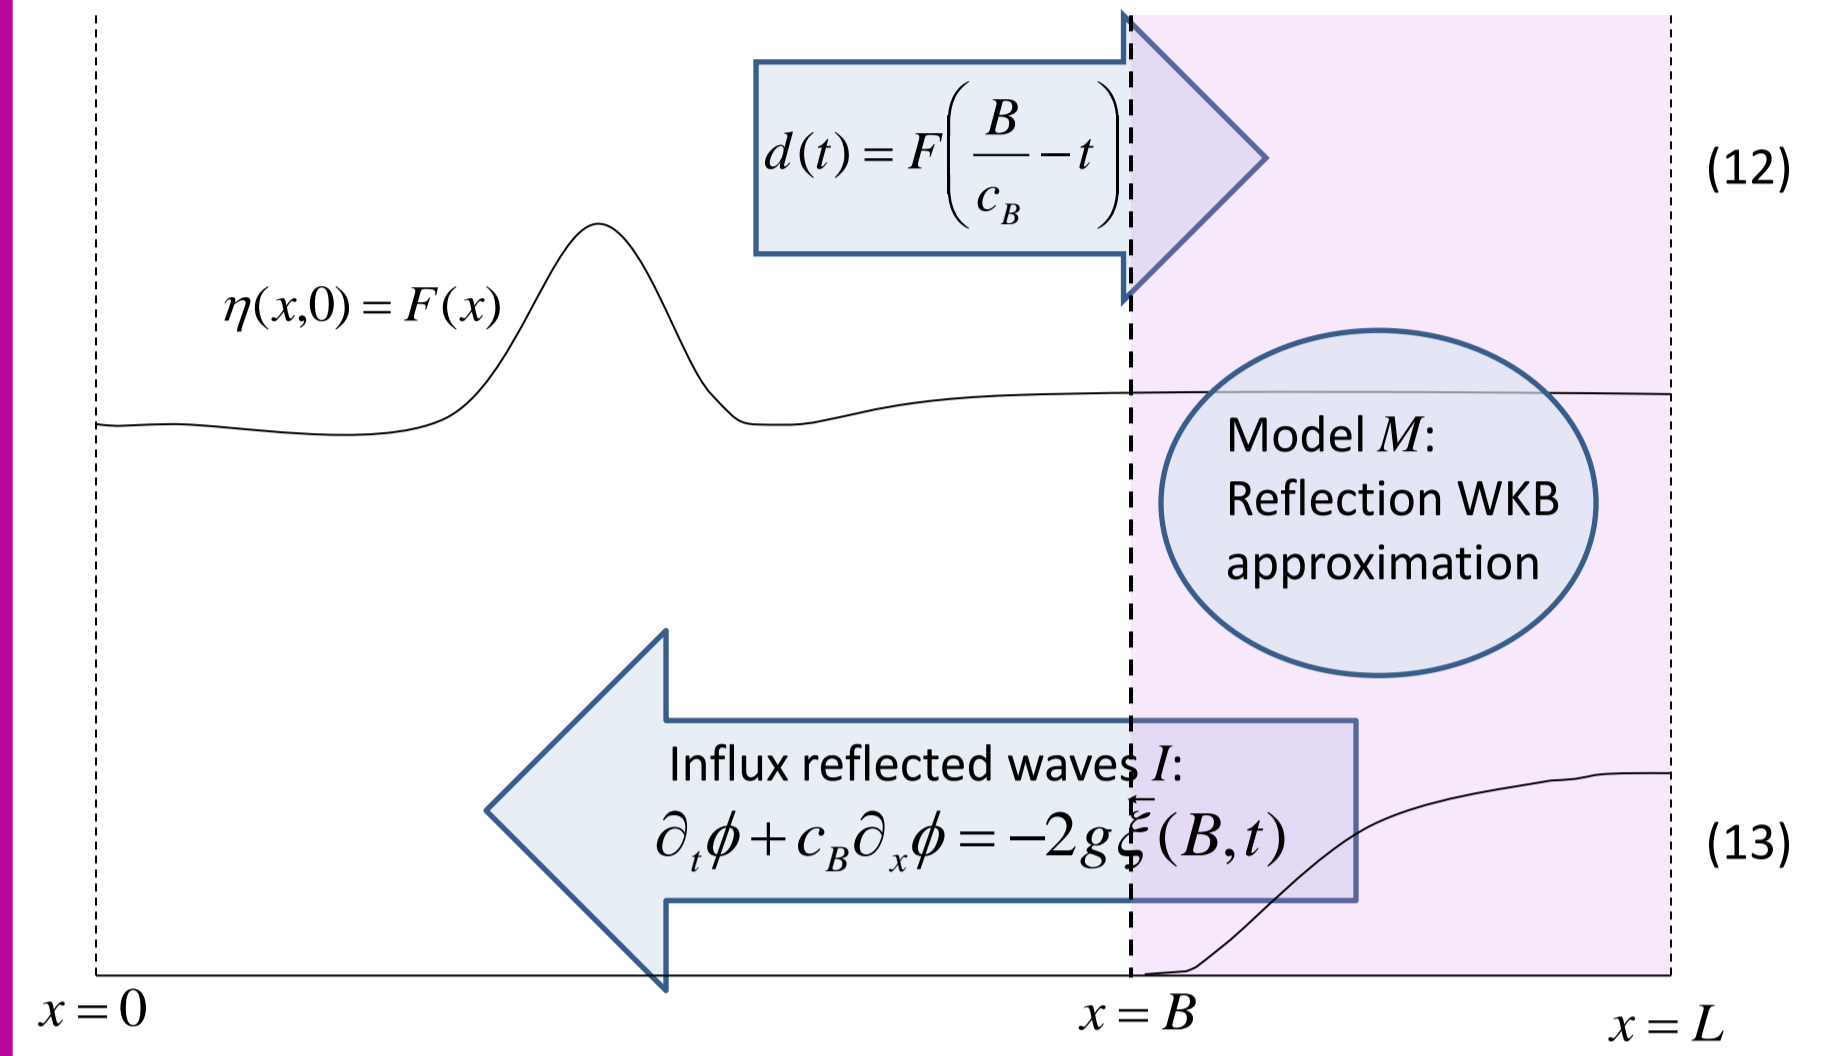 d(t) = F(B/c_B − t)
(12)
η(x,0) = F(x)
Model M:
Reflection WKB
approximation
Influx reflected waves I:
∂_tϕ + c_B∂_xϕ = −2gξ⃖(B,t)
(13)
x = 0
x = B
x = L